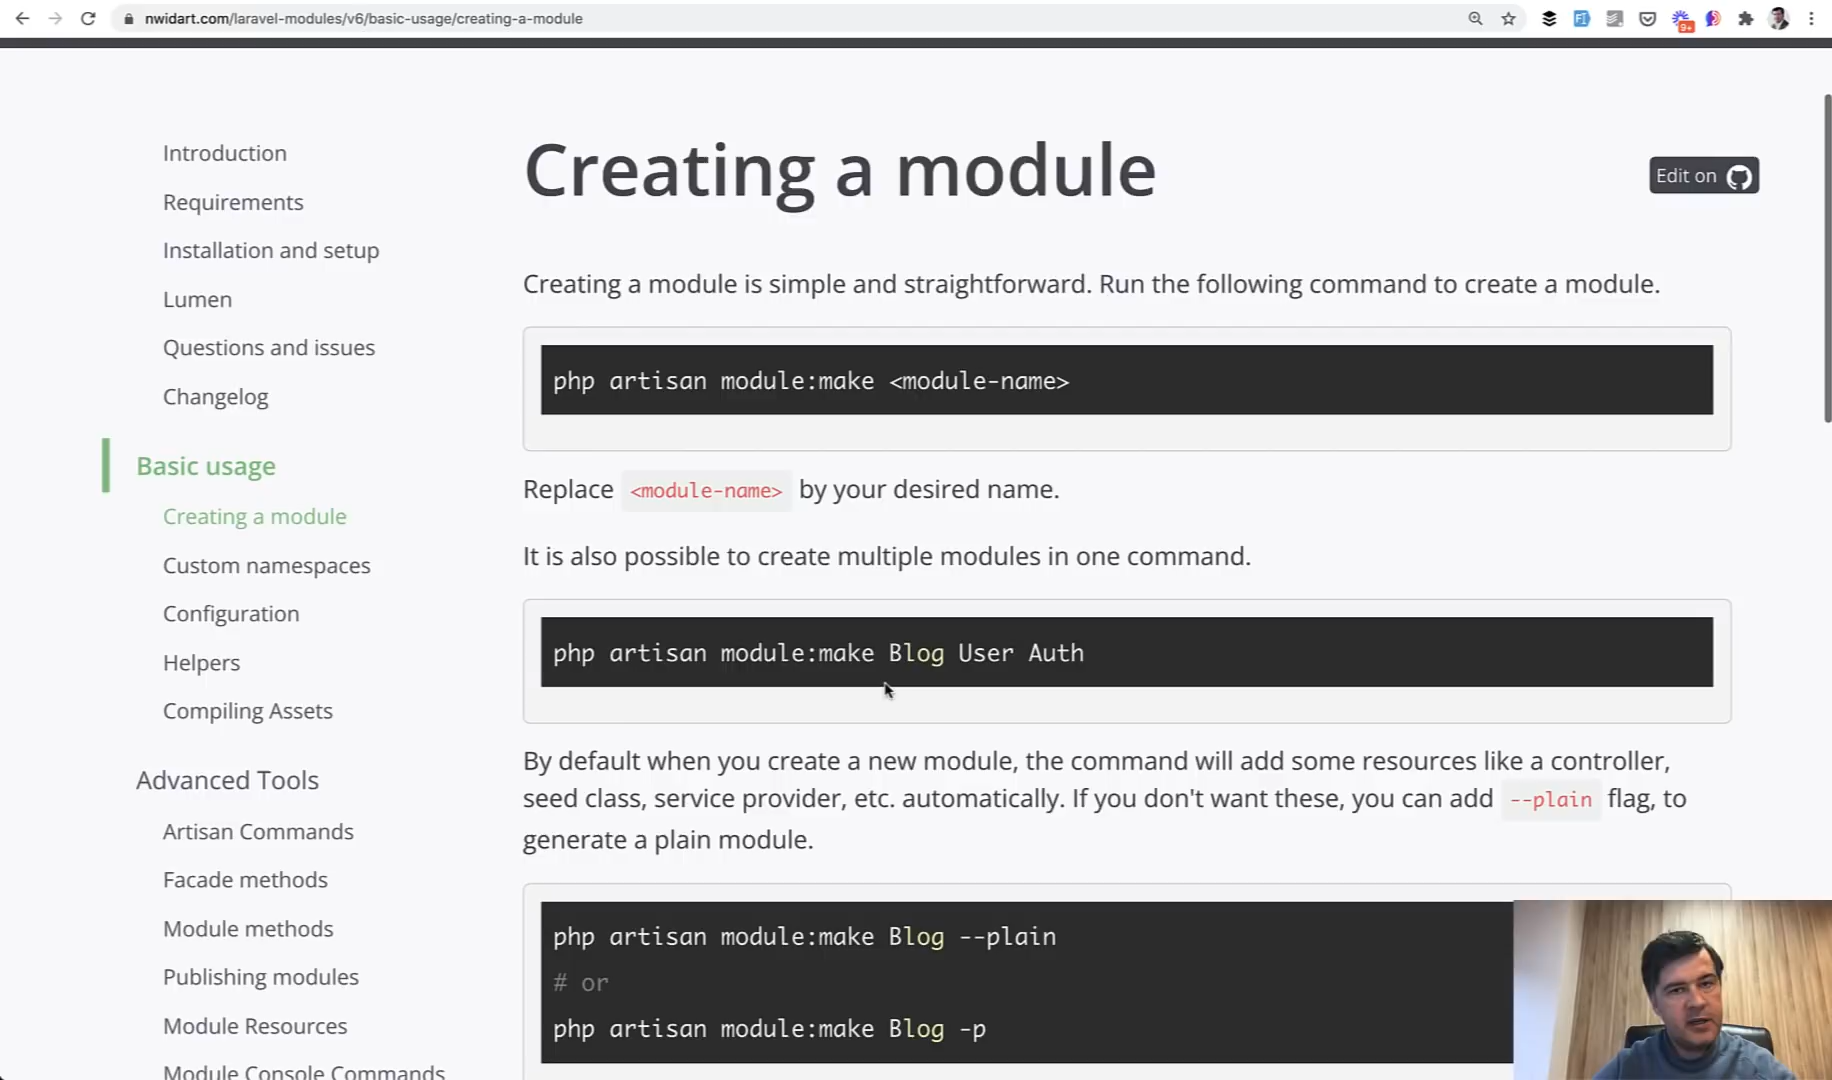 nwidart.com/laravel-modules/v6/basic-usage/creating-a-module
9+
Introduction
Requirements
Installation and setup
Lumen
Questions and issues
Changelog
Basic usage
Creating a module
Custom namespaces
Configuration
Helpers
Compiling Assets
Advanced Tools
Artisan Commands
Facade methods
Module methods
Publishing modules
Module Resources
Module Console Commands
Creating a module
Edit on
Creating a module is simple and straightforward. Run the following command to create a module.
php artisan module:make <module-name>
Replace <module-name> by your desired name.
It is also possible to create multiple modules in one command.
php artisan module:make Blog User Auth
By default when you create a new module, the command will add some resources like a controller,
seed class, service provider, etc. automatically. If you don't want these, you can add --plain flag, to
generate a plain module.
php artisan module:make Blog --plain
# or
php artisan module:make Blog -p